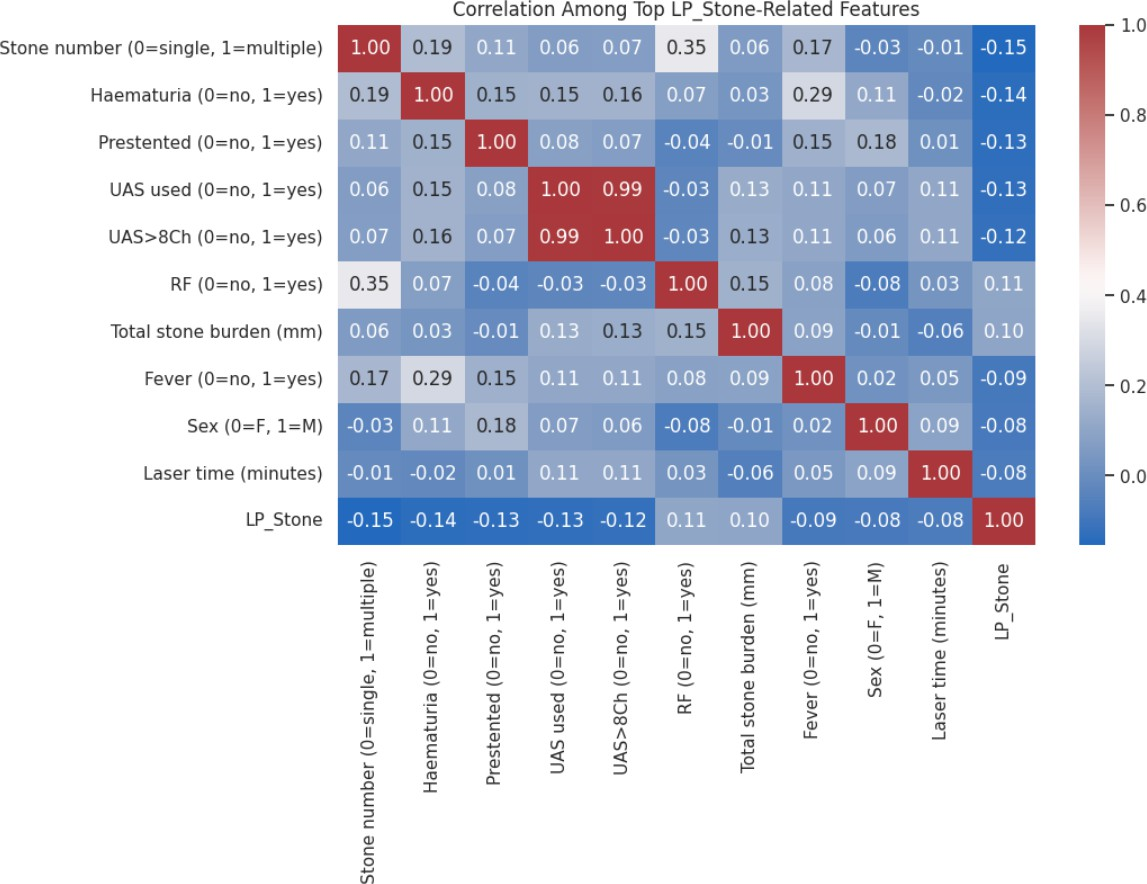 Correlation Among Top LP_Stone-Related Features
Stone number (0=single, 1=multiple) 1.00 0.19 0.11 0.06 0.07 0.35 0.06 0.17 -0.03 -0.01 -0.15
Haematuria (0=no, 1=yes) 0.19 1.00 0.15 0.15 0.16 0.07 0.03 0.29 0.11 -0.02 -0.14
Prestented (0=no, 1=yes) 0.11 0.15 1.00 0.08 0.07 -0.04 -0.01 0.15 0.18 0.01 -0.13
UAS used (0=no, 1=yes) 0.06 0.15 0.08 1.00 0.99 -0.03 0.13 0.11 0.07 0.11 -0.13
UAS>8Ch (0=no, 1=yes) 0.07 0.16 0.07 0.99 1.00 -0.03 0.13 0.11 0.06 0.11 -0.12
RF (0=no, 1=yes) 0.35 0.07 -0.04 -0.03 -0.03 1.00 0.15 0.08 -0.08 0.03 0.11
Total stone burden (mm) 0.06 0.03 -0.01 0.13 0.13 0.15 1.00 0.09 -0.01 -0.06 0.10
Fever (0=no, 1=yes) 0.17 0.29 0.15 0.11 0.11 0.08 0.09 1.00 0.02 0.05 -0.09
Sex (0=F, 1=M) -0.03 0.11 0.18 0.07 0.06 -0.08 -0.01 0.02 1.00 0.09 -0.08
Laser time (minutes) -0.01 -0.02 0.01 0.11 0.11 0.03 -0.06 0.05 0.09 1.00 -0.08
LP_Stone -0.15 -0.14 -0.13 -0.13 -0.12 0.11 0.10 -0.09 -0.08 -0.08 1.00
Stone number (0=single, 1=multiple)
Haematuria (0=no, 1=yes)
Prestented (0=no, 1=yes)
UAS used (0=no, 1=yes)
UAS>8Ch (0=no, 1=yes)
RF (0=no, 1=yes)
Total stone burden (mm)
Fever (0=no, 1=yes)
Sex (0=F, 1=M)
Laser time (minutes)
LP_Stone
1.0
0.8
0.6
0.4
0.2
0.0